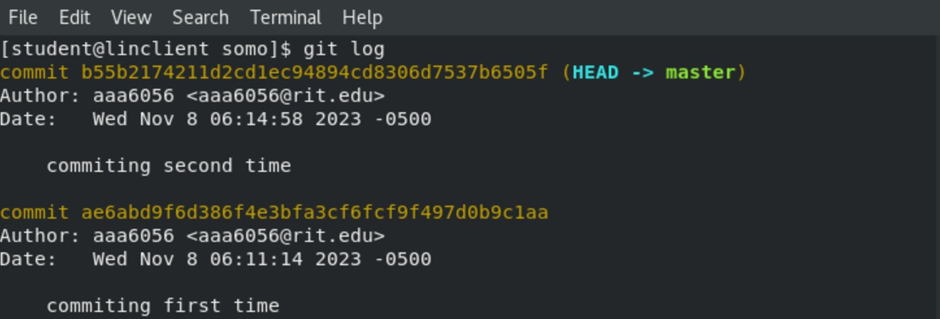 File Edit View Search Terminal Help
[student@linclient somo]$ git log
commit b55b2174211d2cd1ec94894cd8306d7537b6505f (HEAD -> master)
Author: aaa6056 <aaa6056@rit.edu>
Date:   Wed Nov 8 06:14:58 2023 -0500
    commiting second time
commit ae6abd9f6d386f4e3bfa3cf6fcf9f497d0b9c1aa
Author: aaa6056 <aaa6056@rit.edu>
Date:   Wed Nov 8 06:11:14 2023 -0500
    commiting first time